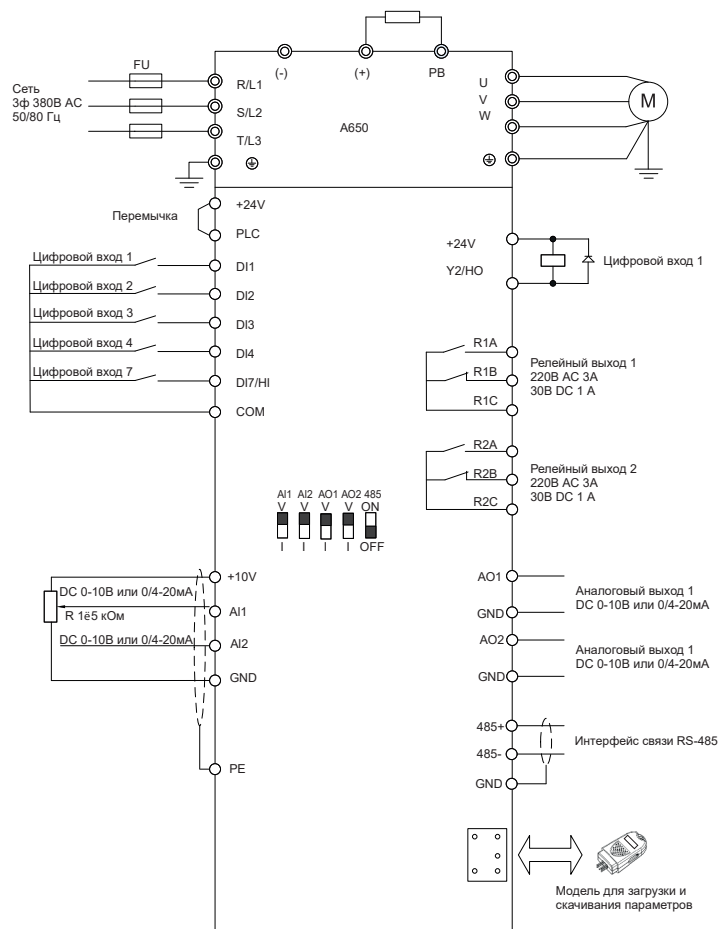 FU
(-)
(+)
PB
Сеть
3ф 380В AC
50/80 Гц
R/L1
S/L2
T/L3
A650
U
V
W
M
Перемычка
+24V
PLC
Цифровой вход 1
DI1
Цифровой вход 2
DI2
Цифровой вход 3
DI3
Цифровой вход 4
DI4
Цифровой вход 7
DI7/HI
COM
+24V
Y2/HO
Цифровой вход 1
R1A
R1B
R1C
Релейный выход 1
220В AC 3А
30В DC 1 А
R2A
R2B
R2C
Релейный выход 2
220В AC 3А
30В DC 1 А
AI1 AI2 AO1 AO2 485
V V V V ON
I I I I OFF
+10V
DC 0-10В или 0/4-20мА
AI1
R 1ё5 кОм
DC 0-10В или 0/4-20мА
AI2
GND
PE
AO1
GND
Аналоговый выход 1
DC 0-10В или 0/4-20мА
AO2
GND
Аналоговый выход 1
DC 0-10В или 0/4-20мА
485+
485-
GND
Интерфейс связи RS-485
Модель для загрузки и
скачивания параметров